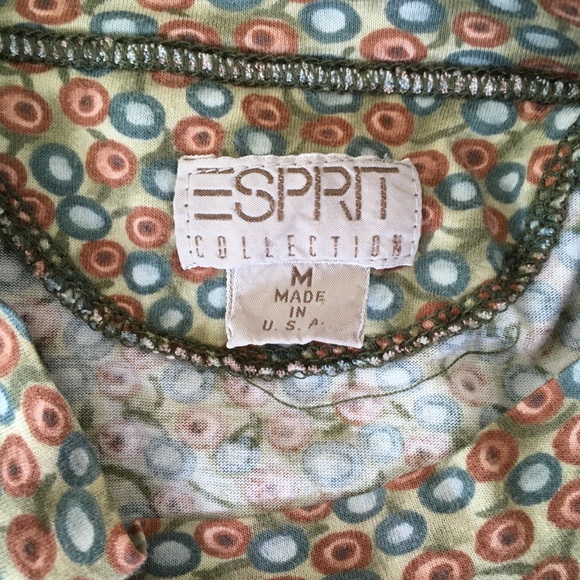 ESPRIT
COLLECTION
M
MADE
IN
U.S.A.